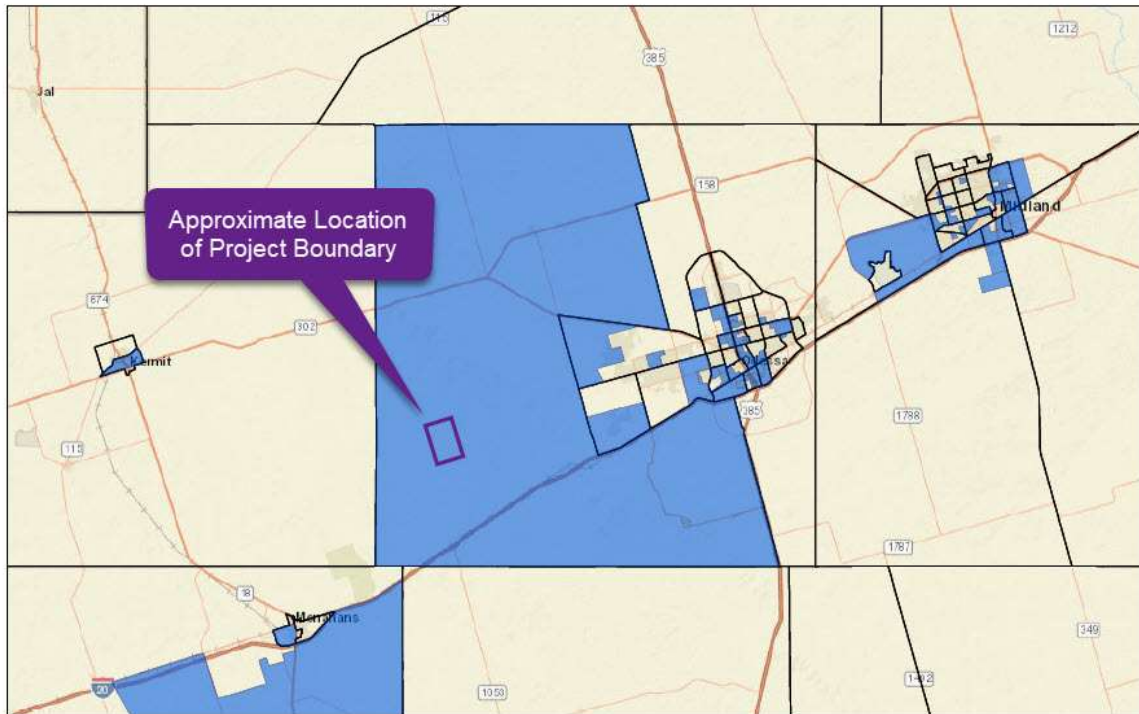 115
385
1212
Jal
158
Midland
Approximate Location
of Project Boundary
874
302
Kermit
Odessa
385
1788
115
1787
18
Monahans
349
20
1053
1492